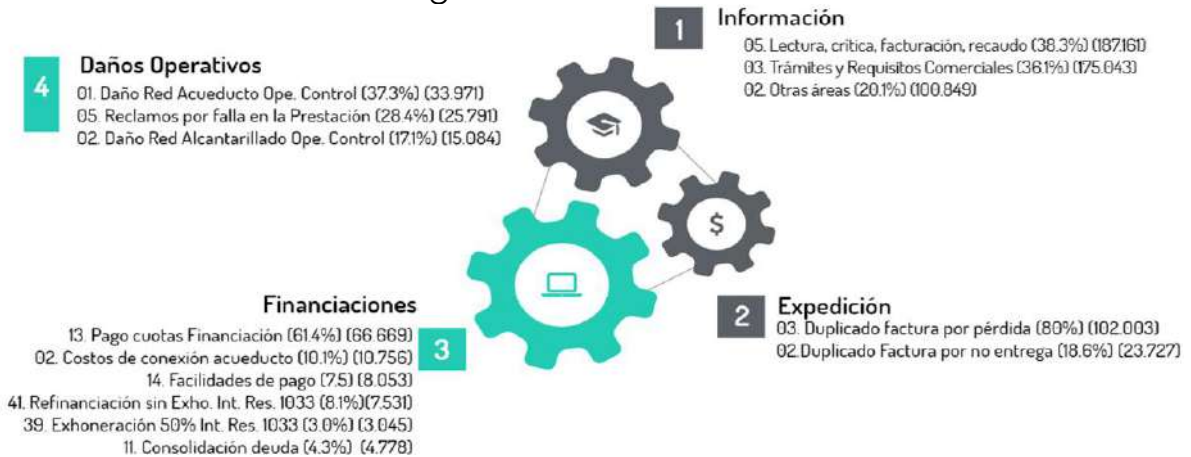 1
Información
05. Lectura, crítica, facturación, recaudo (38.3%) (187.161)
03. Trámites y Requisitos Comerciales (36.1%) (175.843)
02. Otras áreas (20.1%) (100.849)
4
Daños Operativos
01. Daño Red Acueducto Ope. Control (37.3%) (33.971)
05. Reclamos por falla en la Prestación (28.4%) (25.791)
02. Daño Red Alcantarillado Ope. Control (17.1%) (15.084)
$
2
Expedición
03. Duplicado factura por pérdida (80%) (102.003)
02.Duplicado Factura por no entrega (18.6%) (23.727)
Financiaciones
3
13. Pago cuotas Financiación (61.4%) (66.669)
02. Costos de conexión acueducto (10.1%) (10.756)
14. Facilidades de pago (7.5) (8.053)
41. Refinanciación sin Exho. Int. Res. 1033 (8.1%)(7.531)
39. Exhoneración 50% Int. Res. 1033 (3.0%) (3.045)
11. Consolidación deuda (4.3%) (4.778)